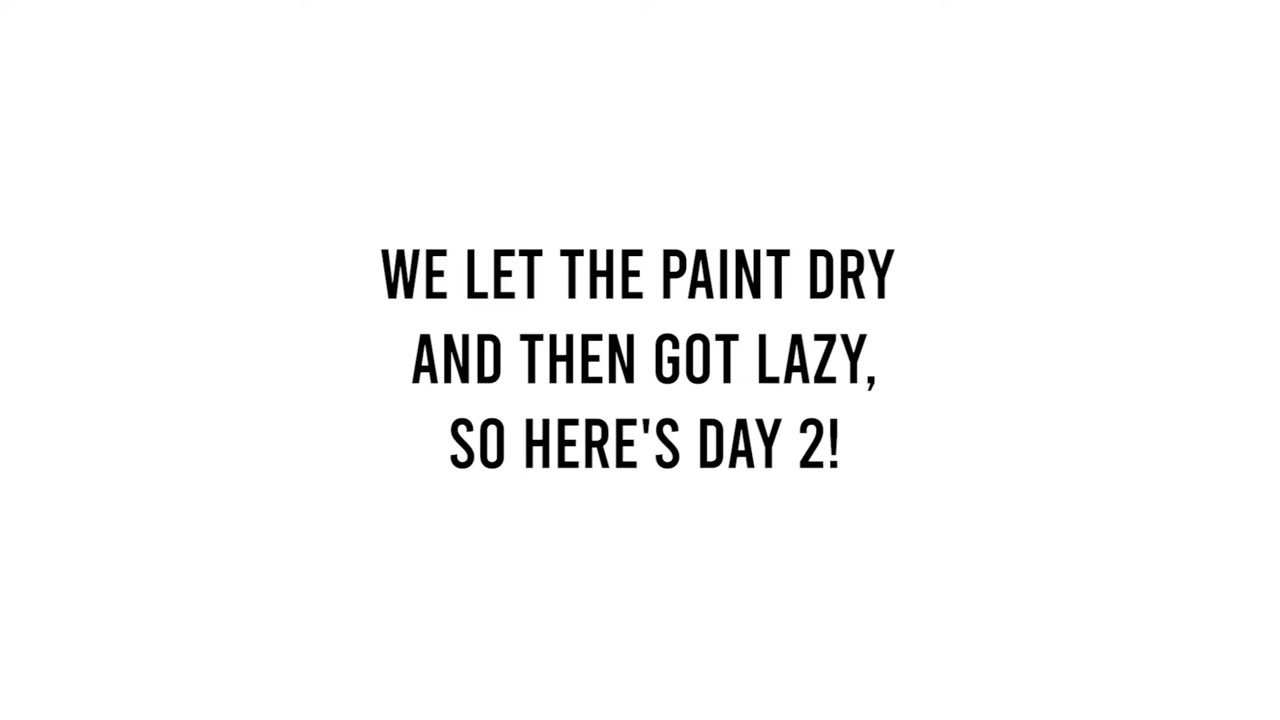 WE LET THE PAINT DRY
AND THEN GOT LAZY,
SO HERE'S DAY 2!